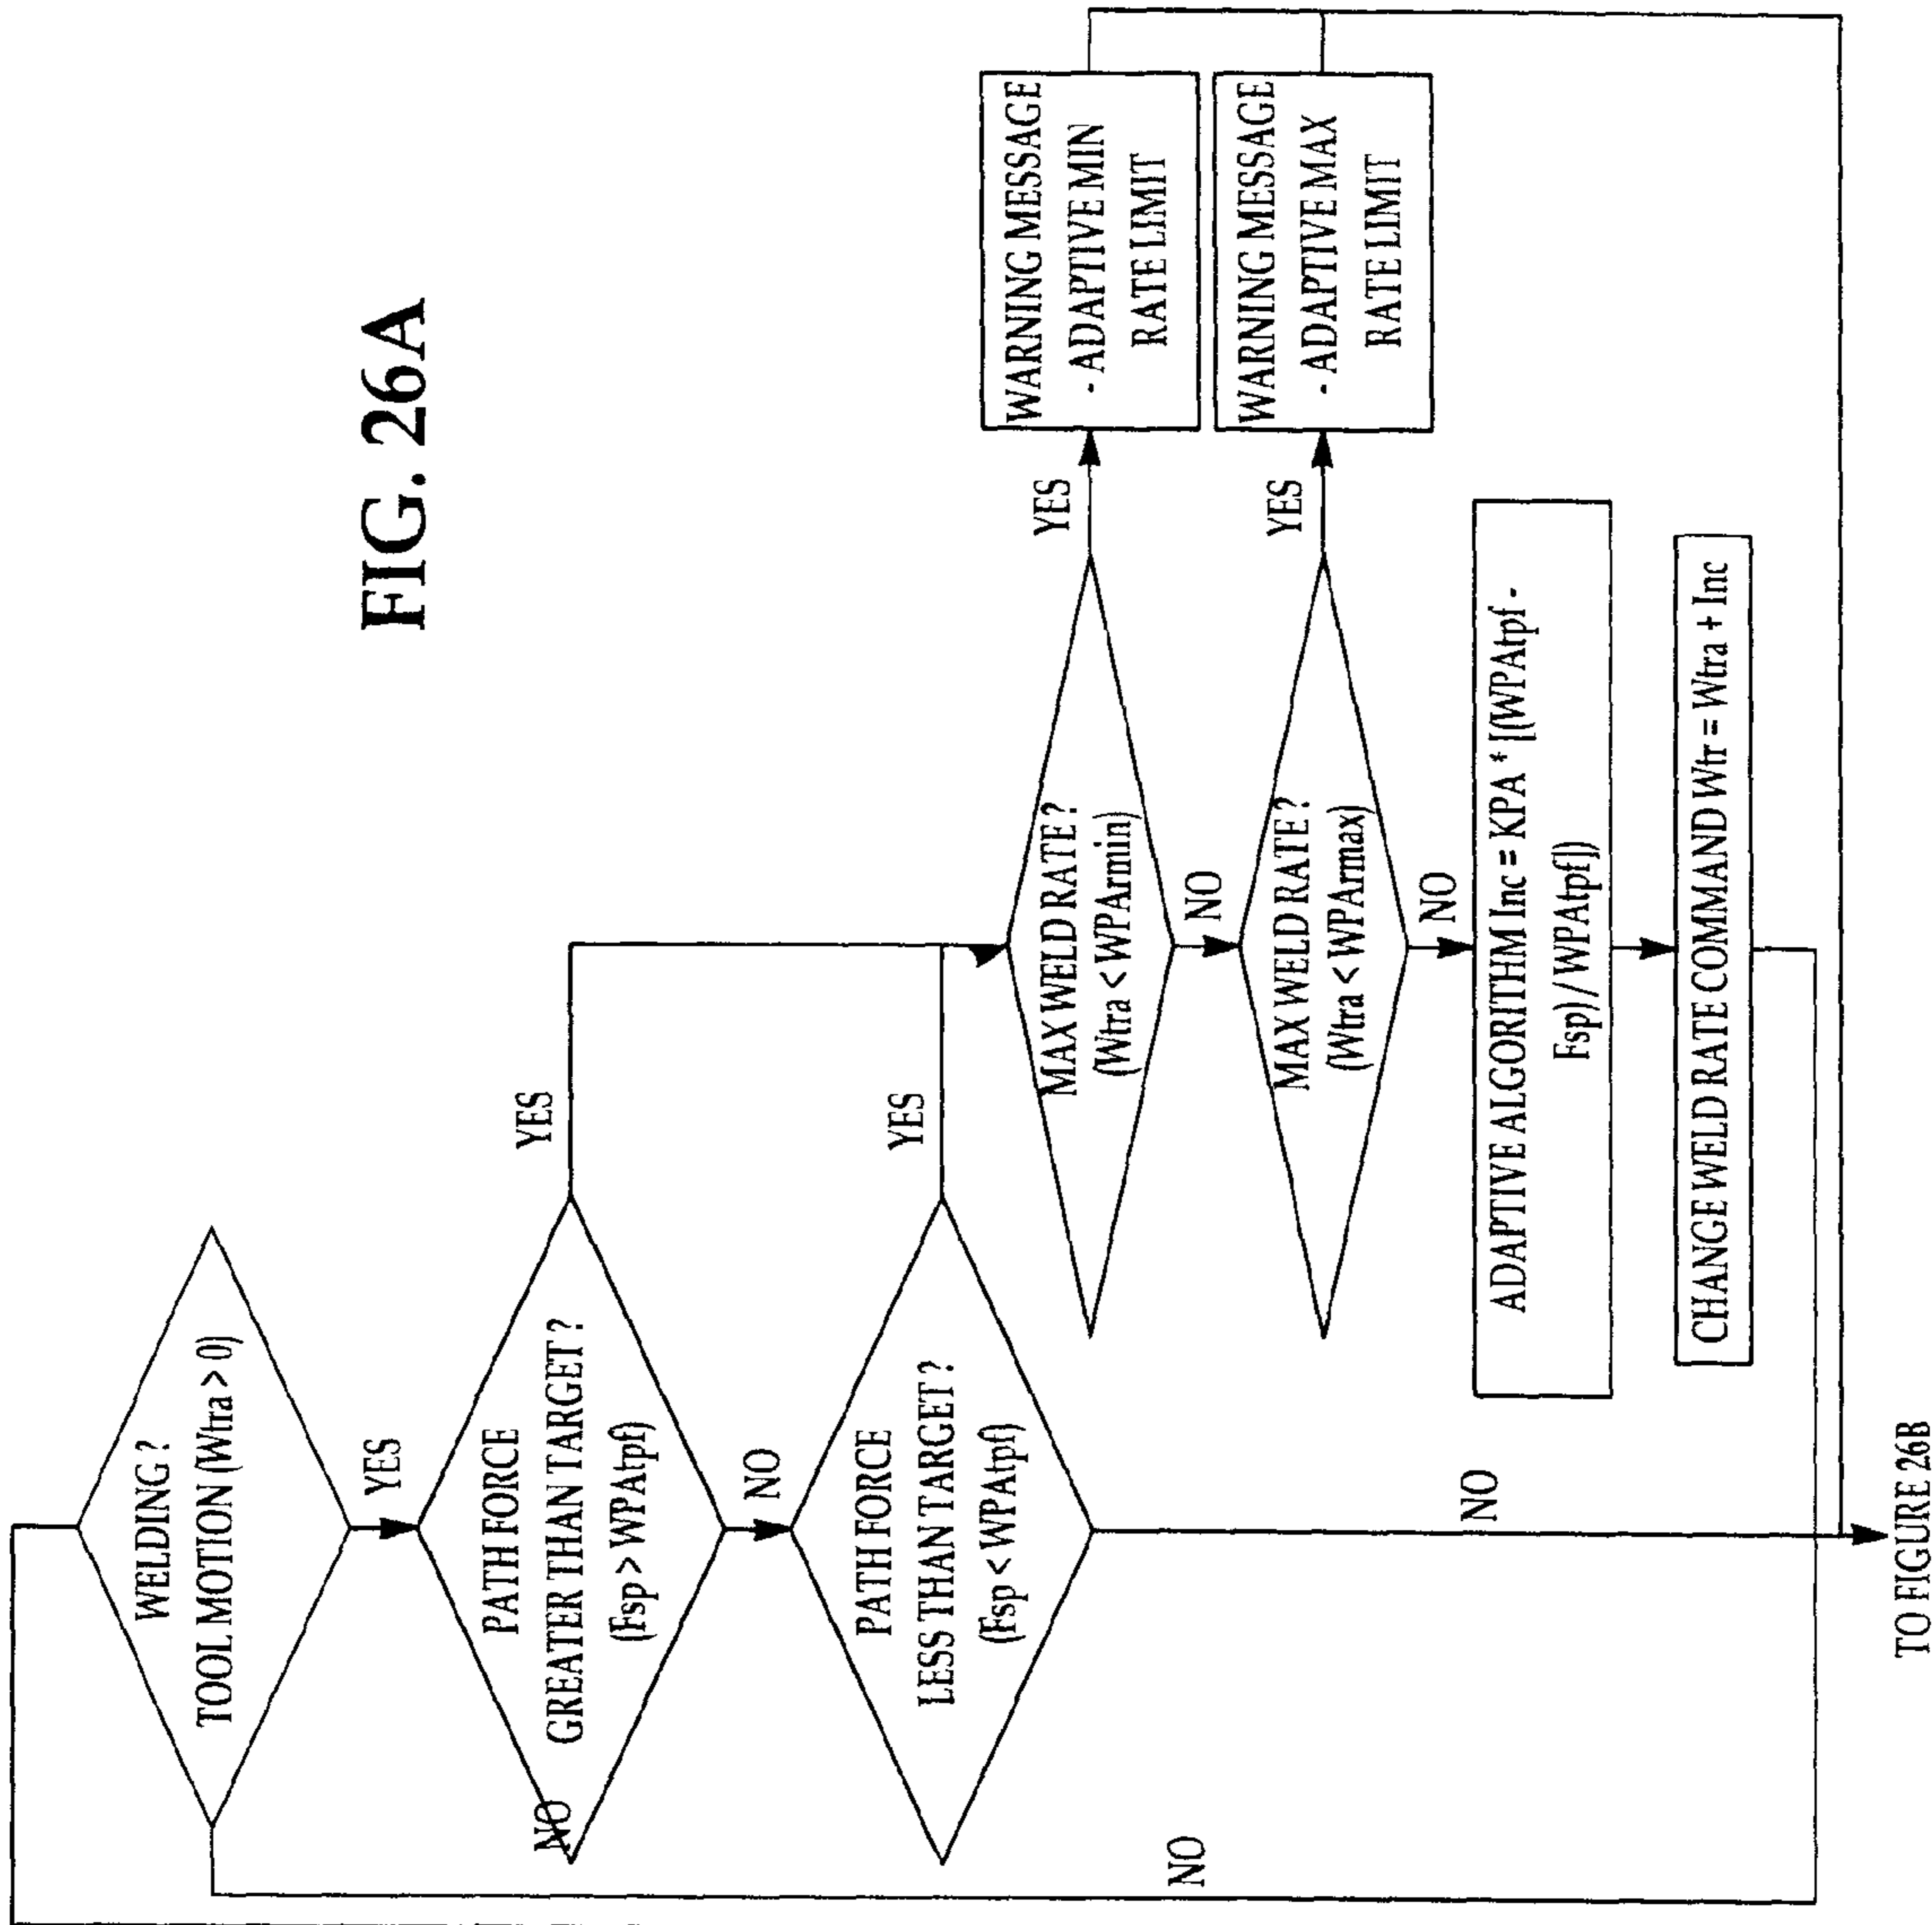 FIG. 26A
WELDING?
TOOL MOTION (Wtra > 0)
YES
PATH FORCE
GREATER THAN TARGET?
(Fsp > WPAtpf)
YES
NO
NO
PATH FORCE
LESS THAN TARGET?
(Fsp < WPAtpf)
YES
NO
NO
MAX WELD RATE?
(Wtra < WPArmin)
YES
WARNING MESSAGE
- ADAPTIVE MIN
RATE LIMIT
NO
MAX WELD RATE?
(Wtra < WPArmax)
YES
WARNING MESSAGE
- ADAPTIVE MAX
RATE LIMIT
NO
ADAPTIVE ALGORITHM Inc = KPA * [(WPAtpf -
Fsp) / WPAtpf])
CHANGE WELD RATE COMMAND Wtr = Wtra + Inc
TO FIGURE 26B